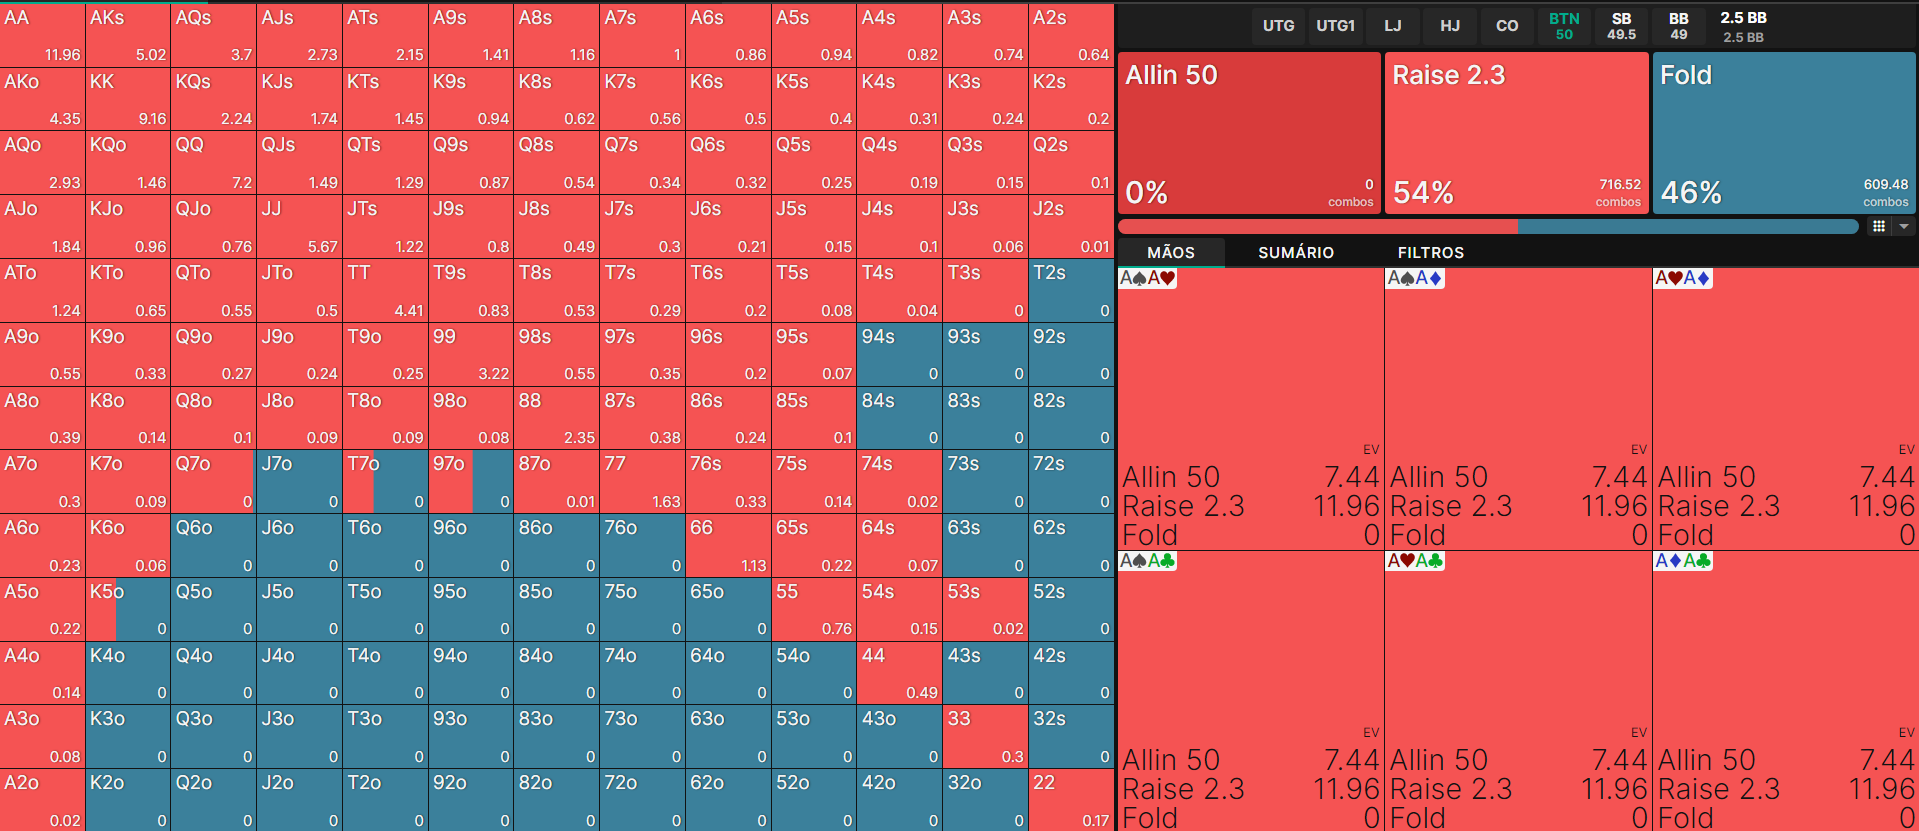 AA AKs AQs AJs ATs A9s A8s A7s A6s A5s A4s A3s A2s
11.96 5.02 3.7 2.73 2.15 1.41 1.16 1 0.86 0.94 0.82 0.74 0.64
AKo KK KQs KJs KTs K9s K8s K7s K6s K5s K4s K3s K2s
4.35 9.16 2.24 1.74 1.45 0.94 0.62 0.56 0.5 0.4 0.31 0.24 0.2
AQo KQo QQ QJs QTs Q9s Q8s Q7s Q6s Q5s Q4s Q3s Q2s
2.93 1.46 7.2 1.49 1.29 0.87 0.54 0.34 0.32 0.25 0.19 0.15 0.1
AJo KJo QJo JJ JTs J9s J8s J7s J6s J5s J4s J3s J2s
1.84 0.96 0.76 5.67 1.22 0.8 0.49 0.3 0.21 0.15 0.1 0.06 0.01
ATo KTo QTo JTo TT T9s T8s T7s T6s T5s T4s T3s T2s
1.24 0.65 0.55 0.5 4.41 0.83 0.53 0.29 0.2 0.08 0.04 0 0
A9o K9o Q9o J9o T9o 99 98s 97s 96s 95s 94s 93s 92s
0.55 0.33 0.27 0.24 0.25 3.22 0.55 0.35 0.2 0.07 0 0 0
A8o K8o Q8o J8o T8o 98o 88 87s 86s 85s 84s 83s 82s
0.39 0.14 0.1 0.09 0.09 0.08 2.35 0.38 0.24 0.1 0 0 0
A7o K7o Q7o J7o T7o 97o 87o 77 76s 75s 74s 73s 72s
0.3 0.09 0 0 0 0 0.01 1.63 0.33 0.14 0.02 0 0
A6o K6o Q6o J6o T6o 96o 86o 76o 66 65s 64s 63s 62s
0.23 0.06 0 0 0 0 0 0 1.13 0.22 0.07 0 0
A5o K5o Q5o J5o T5o 95o 85o 75o 65o 55 54s 53s 52s
0.22 0 0 0 0 0 0 0 0 0.76 0.15 0.02 0
A4o K4o Q4o J4o T4o 94o 84o 74o 64o 54o 44 43s 42s
0.14 0 0 0 0 0 0 0 0 0 0.49 0 0
A3o K3o Q3o J3o T3o 93o 83o 73o 63o 53o 43o 33 32s
0.08 0 0 0 0 0 0 0 0 0 0 0.3 0
A2o K2o Q2o J2o T2o 92o 82o 72o 62o 52o 42o 32o 22
0.02 0 0 0 0 0 0 0 0 0 0 0 0.17
UTG UTG1 LJ HJ CO BTN SB BB 2.5 BB
50 49.5 49 2.5 BB
Allin 50 Raise 2.3 Fold
0% 0 54% 716.52 46% 609.48
combos combos combos
MÃOS SUMÁRIO FILTROS
A♠A♥ A♠A♦ A♥A♦
EV EV EV
Allin 50 7.44 Allin 50 7.44 Allin 50 7.44
Raise 2.3 11.96 Raise 2.3 11.96 Raise 2.3 11.96
Fold 0 Fold 0 Fold 0
A♠A♣ A♥A♣ A♦A♣
EV EV EV
Allin 50 7.44 Allin 50 7.44 Allin 50 7.44
Raise 2.3 11.96 Raise 2.3 11.96 Raise 2.3 11.96
Fold 0 Fold 0 Fold 0